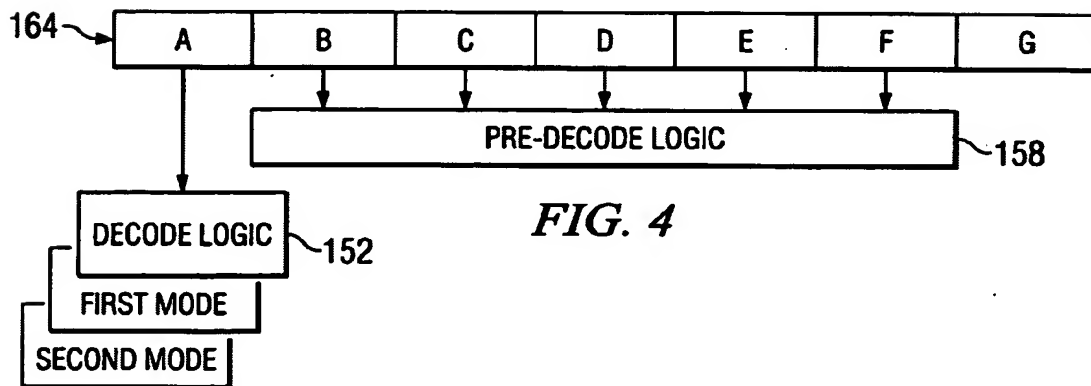 164 A B C D E F G
PRE-DECODE LOGIC 158
DECODE LOGIC 152
FIG. 4
FIRST MODE
SECOND MODE